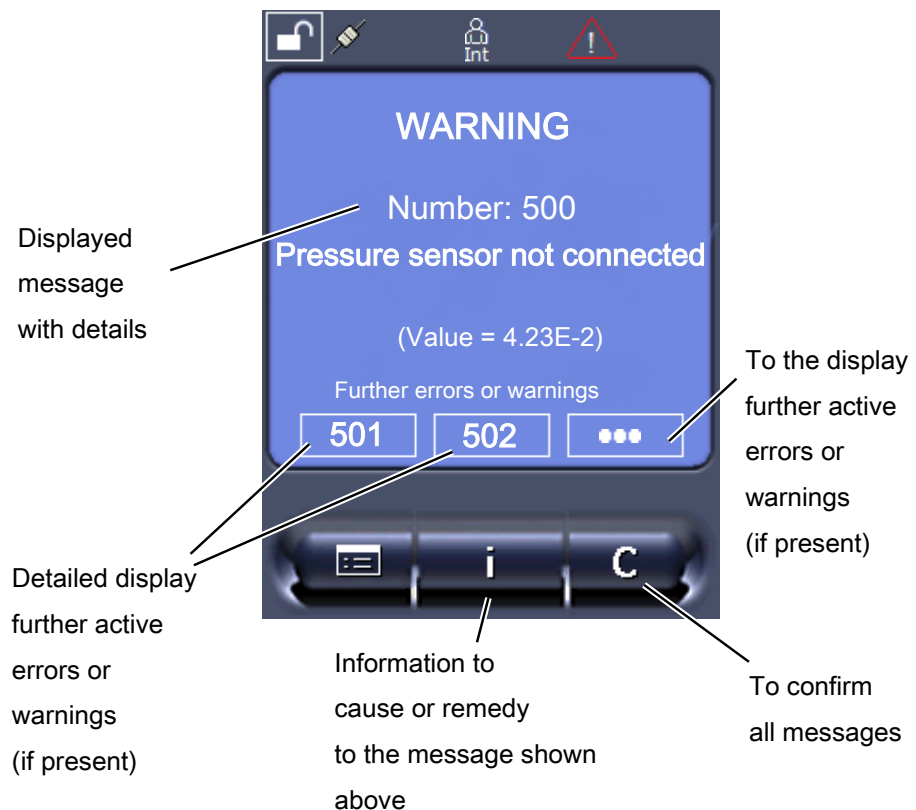 Int
!
WARNING
Number: 500
Pressure sensor not connected
(Value = 4.23E-2)
Further errors or warnings
501
502
i
C
Displayed
message
with details
To the display
further active
errors or
warnings
(if present)
Detailed display
further active
errors or
warnings
(if present)
Information to
cause or remedy
to the message shown
above
To confirm
all messages